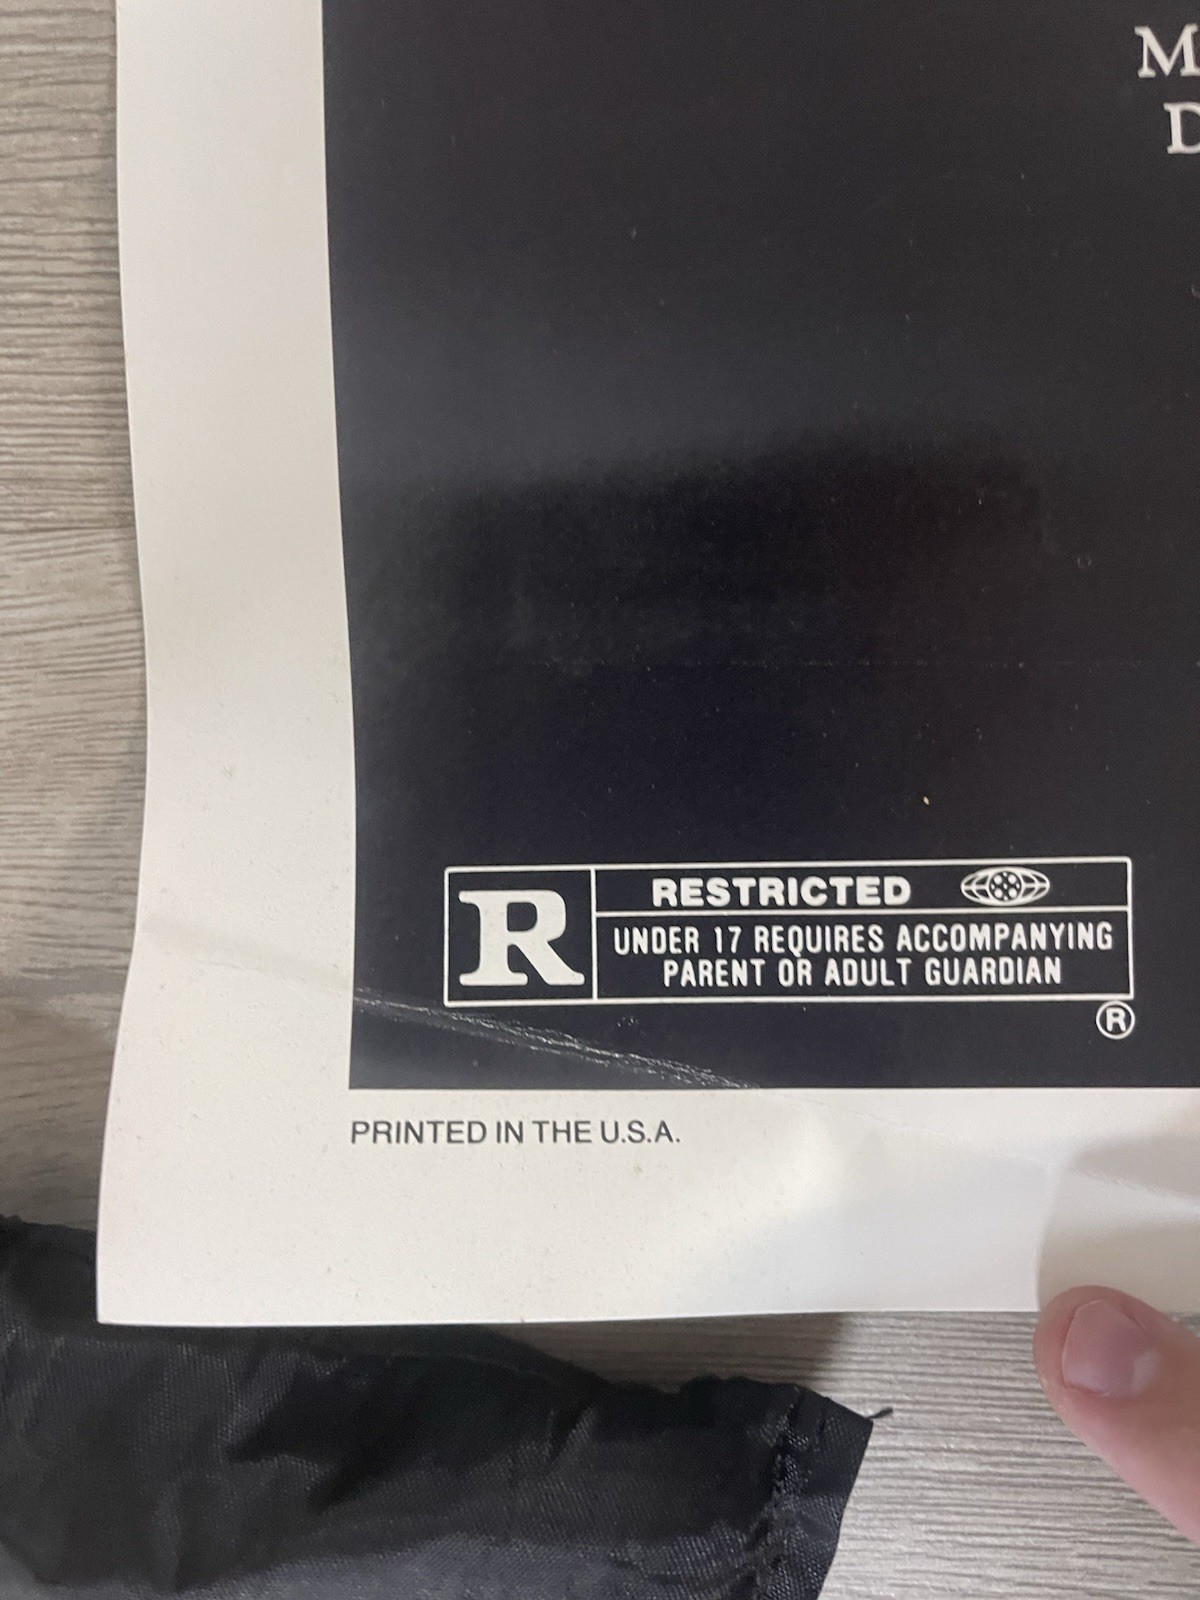 M
D
R
RESTRICTED
UNDER 17 REQUIRES ACCOMPANYING
PARENT OR ADULT GUARDIAN
®
PRINTED IN THE U.S.A.